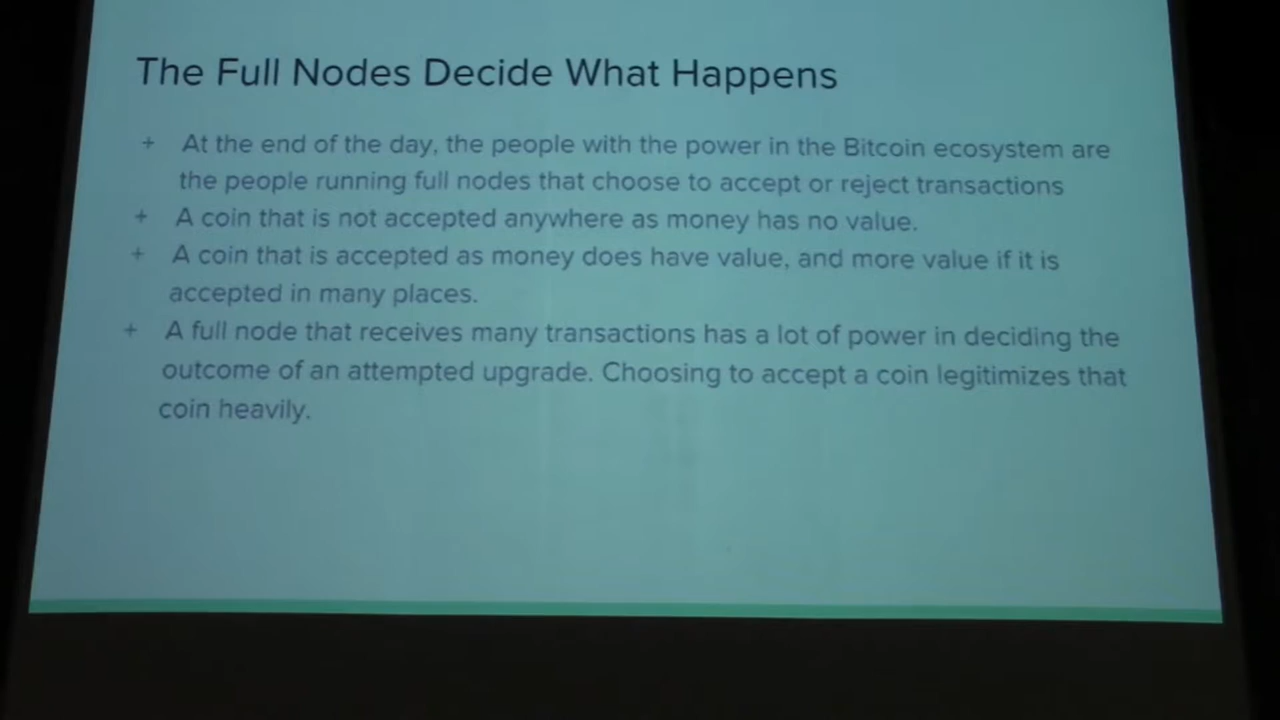 The Full Nodes Decide What Happens
+ At the end of the day, the people with the power in the Bitcoin ecosystem are
the people running full nodes that choose to accept or reject transactions
+ A coin that is not accepted anywhere as money has no value.
+ A coin that is accepted as money does have value, and more value if it is
accepted in many places.
+ A full node that receives many transactions has a lot of power in deciding the
outcome of an attempted upgrade. Choosing to accept a coin legitimizes that
coin heavily.